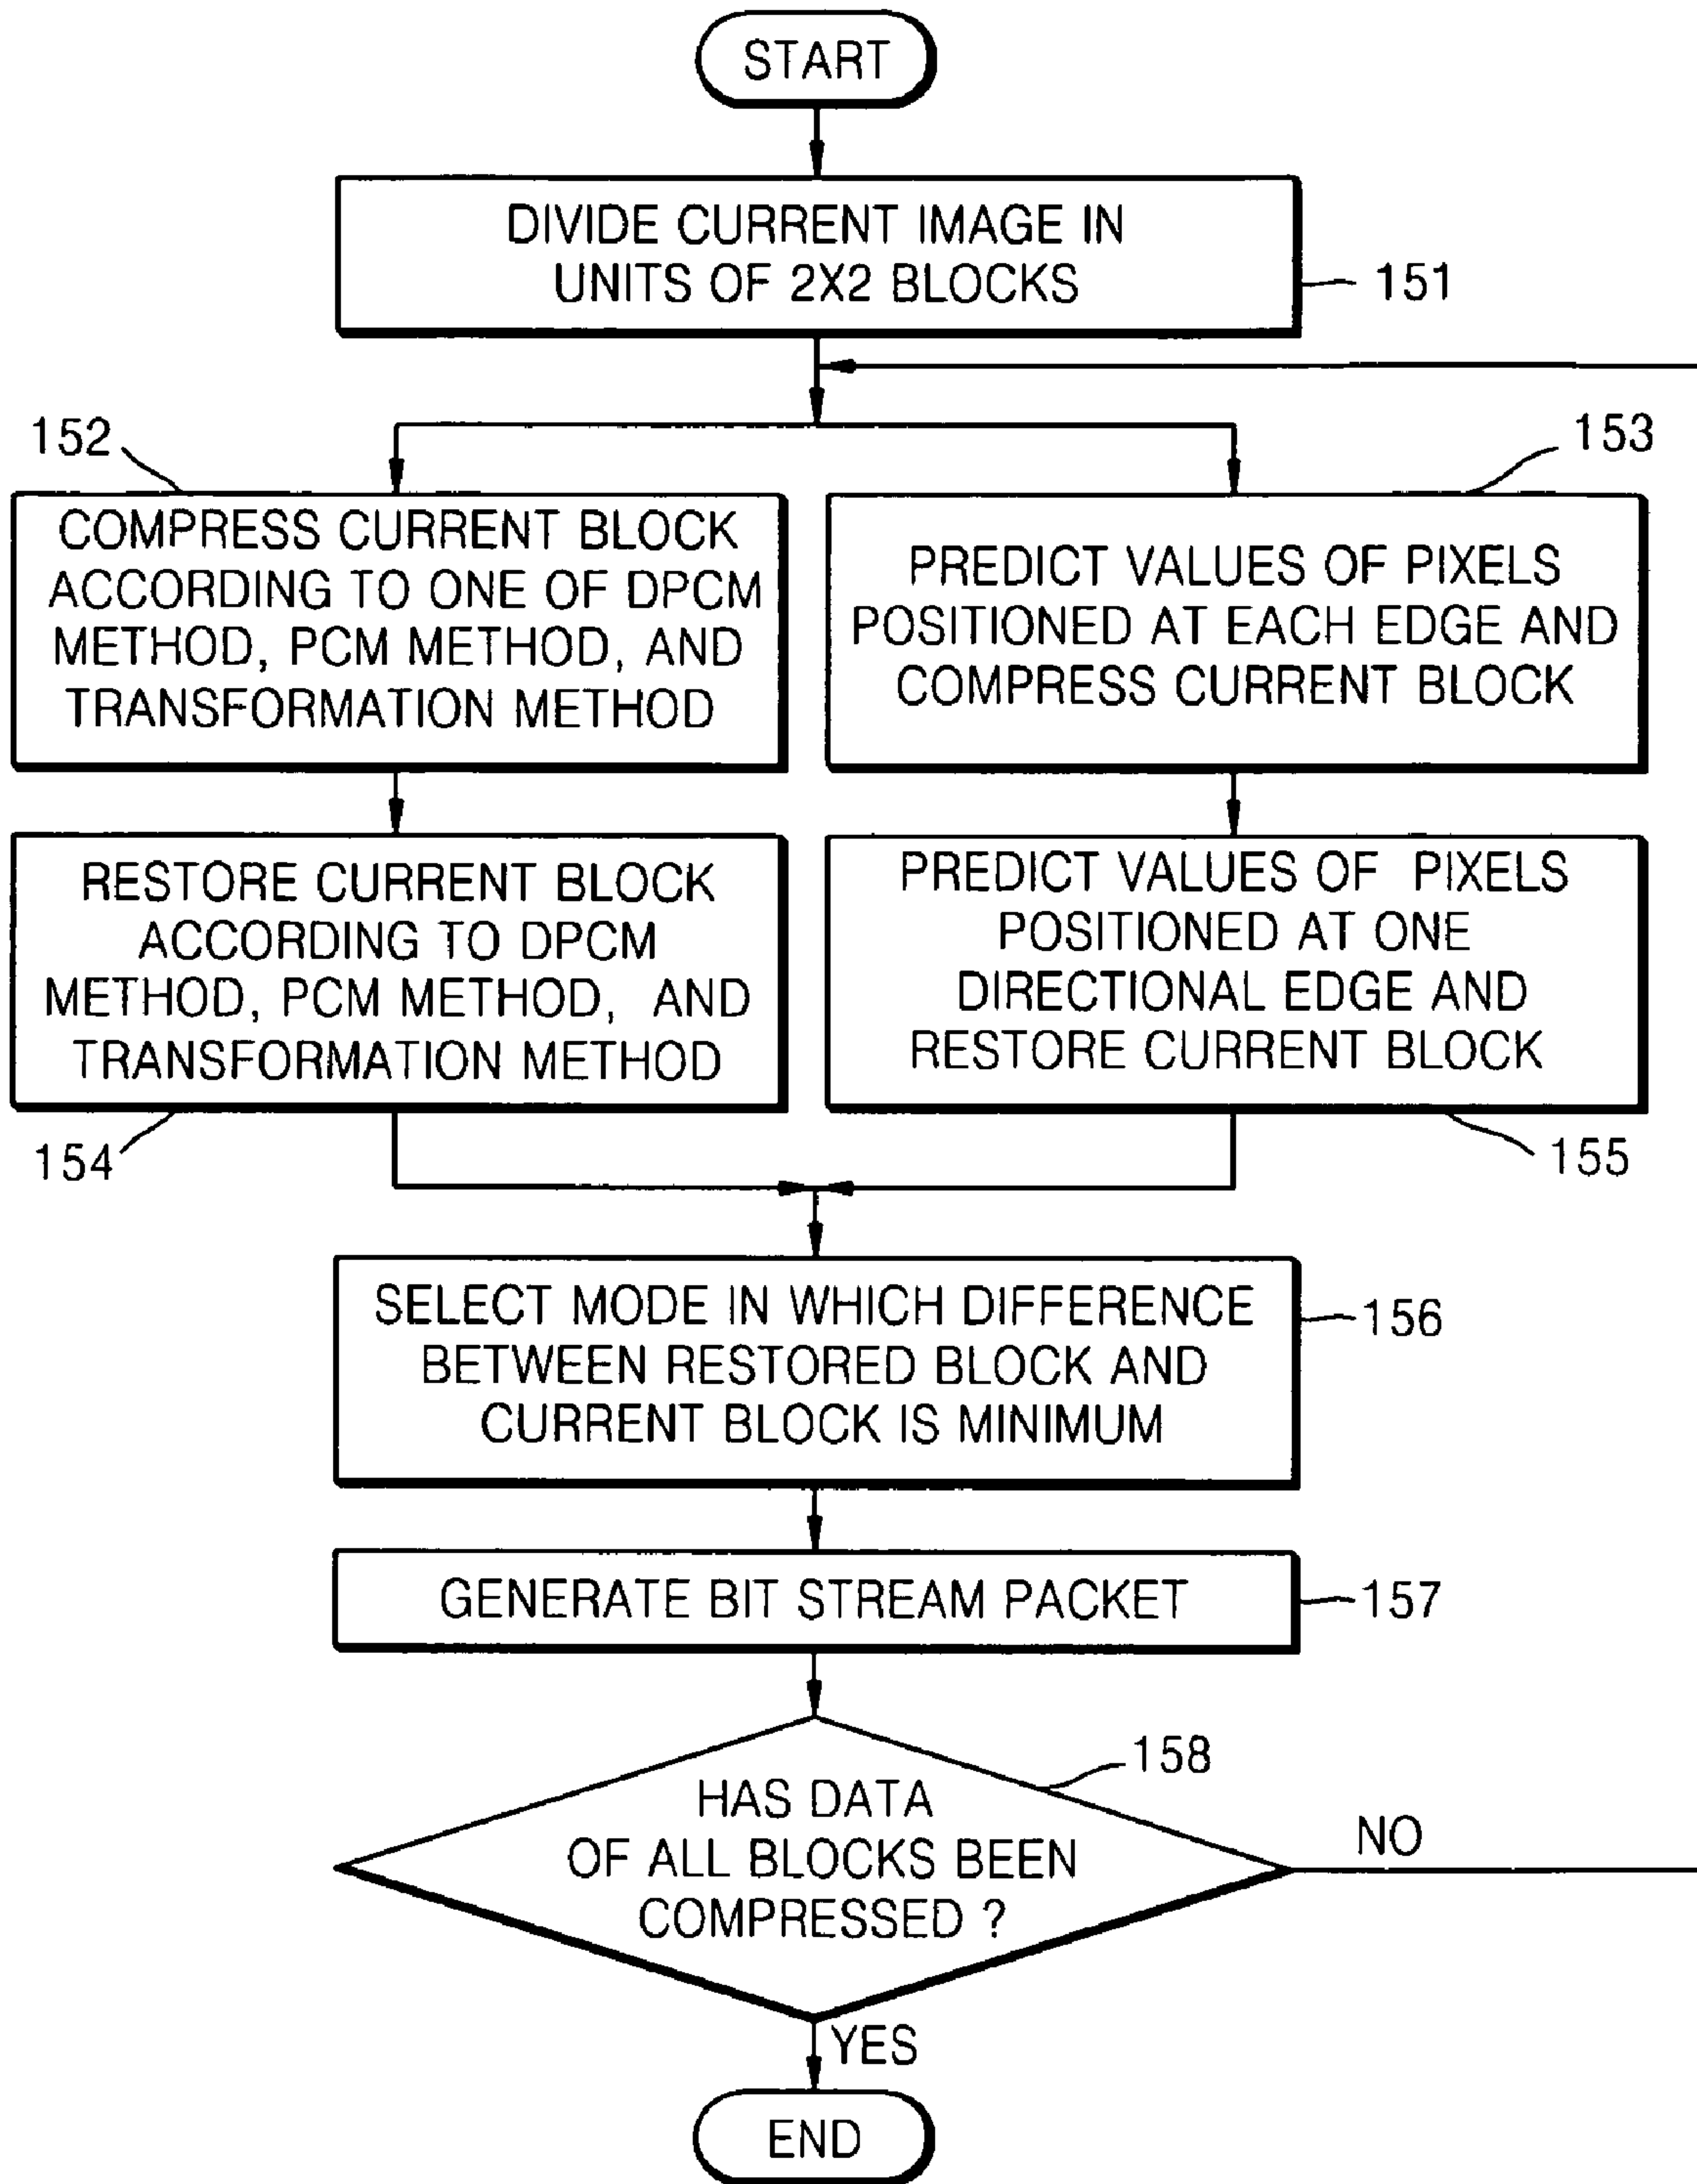 START
DIVIDE CURRENT IMAGE IN
UNITS OF 2X2 BLOCKS
151
152
COMPRESS CURRENT BLOCK
ACCORDING TO ONE OF DPCM
METHOD, PCM METHOD, AND
TRANSFORMATION METHOD
153
PREDICT VALUES OF PIXELS
POSITIONED AT EACH EDGE AND
COMPRESS CURRENT BLOCK
RESTORE CURRENT BLOCK
ACCORDING TO DPCM
METHOD, PCM METHOD, AND
TRANSFORMATION METHOD
154
PREDICT VALUES OF PIXELS
POSITIONED AT ONE
DIRECTIONAL EDGE AND
RESTORE CURRENT BLOCK
155
SELECT MODE IN WHICH DIFFERENCE
BETWEEN RESTORED BLOCK AND
CURRENT BLOCK IS MINIMUM
156
GENERATE BIT STREAM PACKET
157
158
HAS DATA
OF ALL BLOCKS BEEN
COMPRESSED ?
NO
YES
END